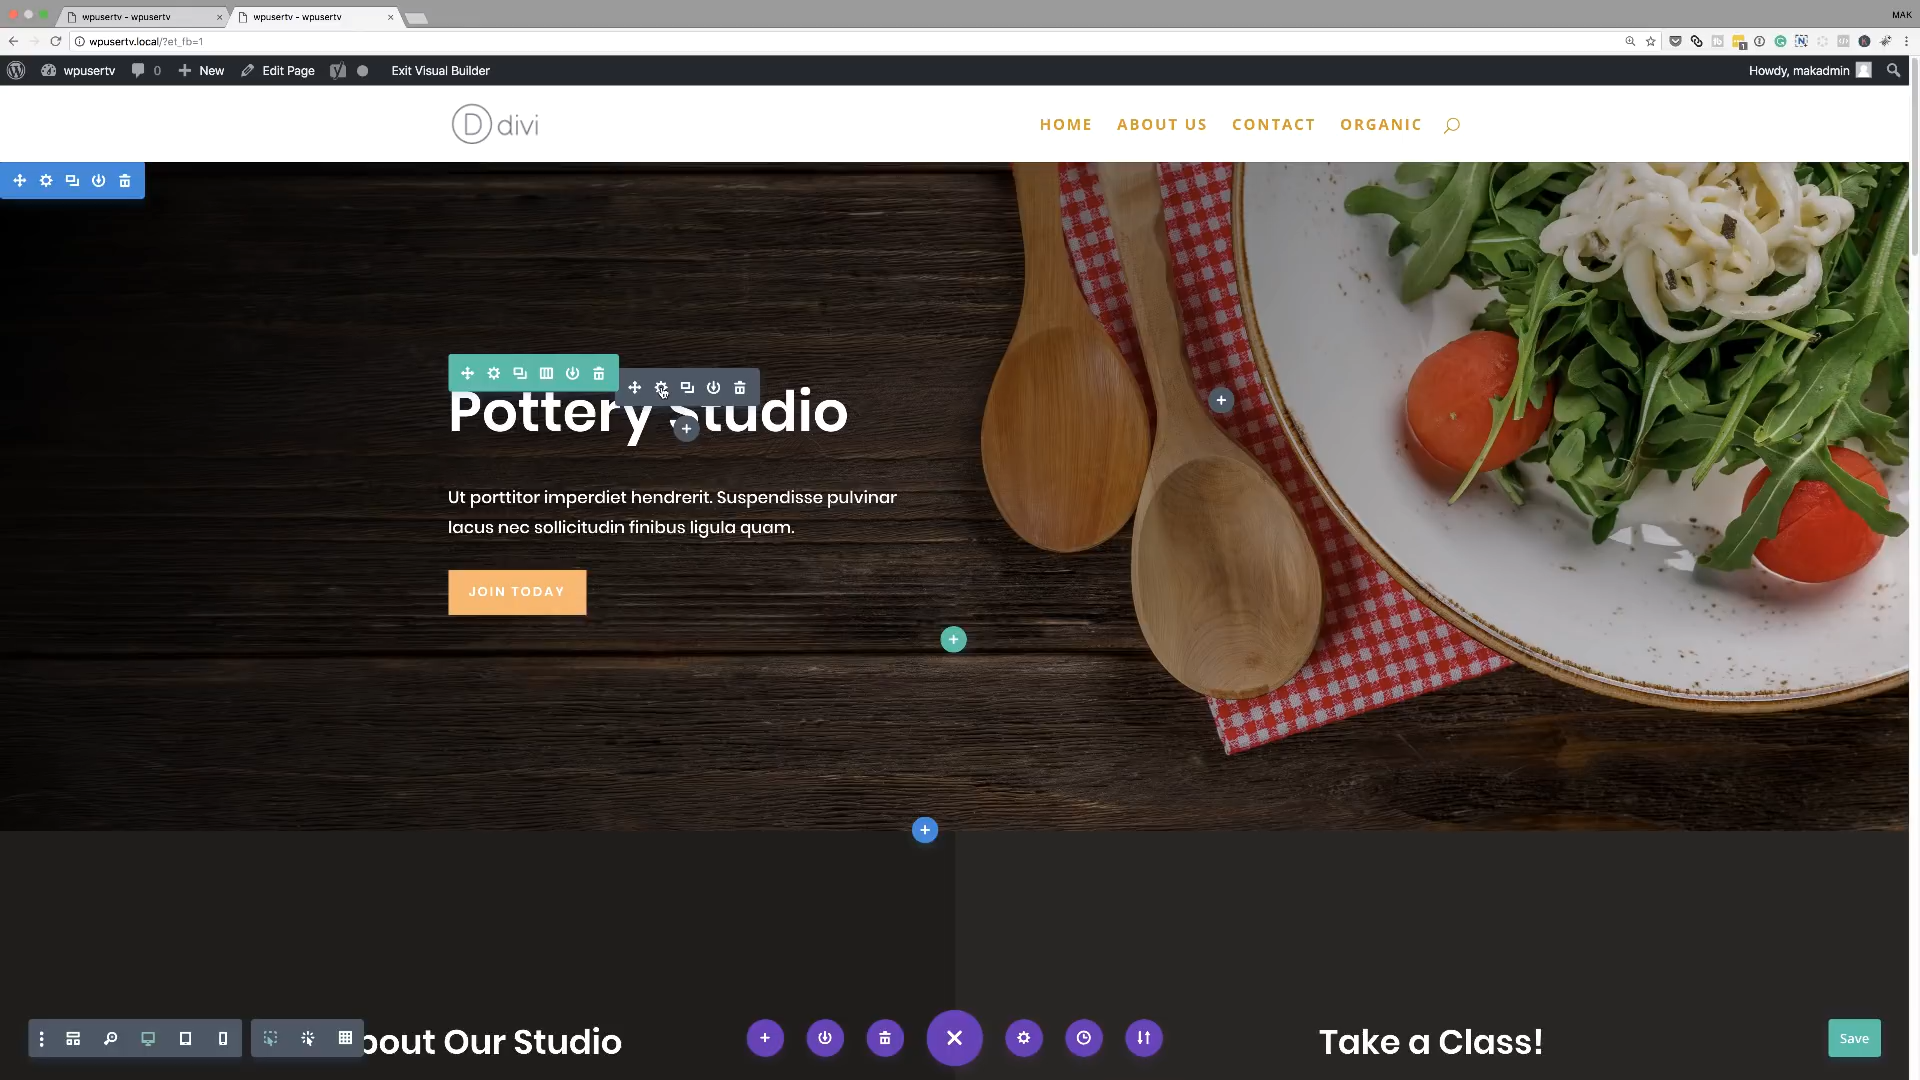 wpusertv - wpusertv
wpusertv - wpusertv
MAK
wpusertv.local/?et_fb=1
wpusertv
0
New
Edit Page
Exit Visual Builder
Howdy, makadmin
D divi
HOME
ABOUT US
CONTACT
ORGANIC
Pottery Studio
Ut porttitor imperdiet hendrerit. Suspendisse pulvinar
lacus nec sollicitudin finibus ligula quam.
JOIN TODAY
bout Our Studio
Take a Class!
Save